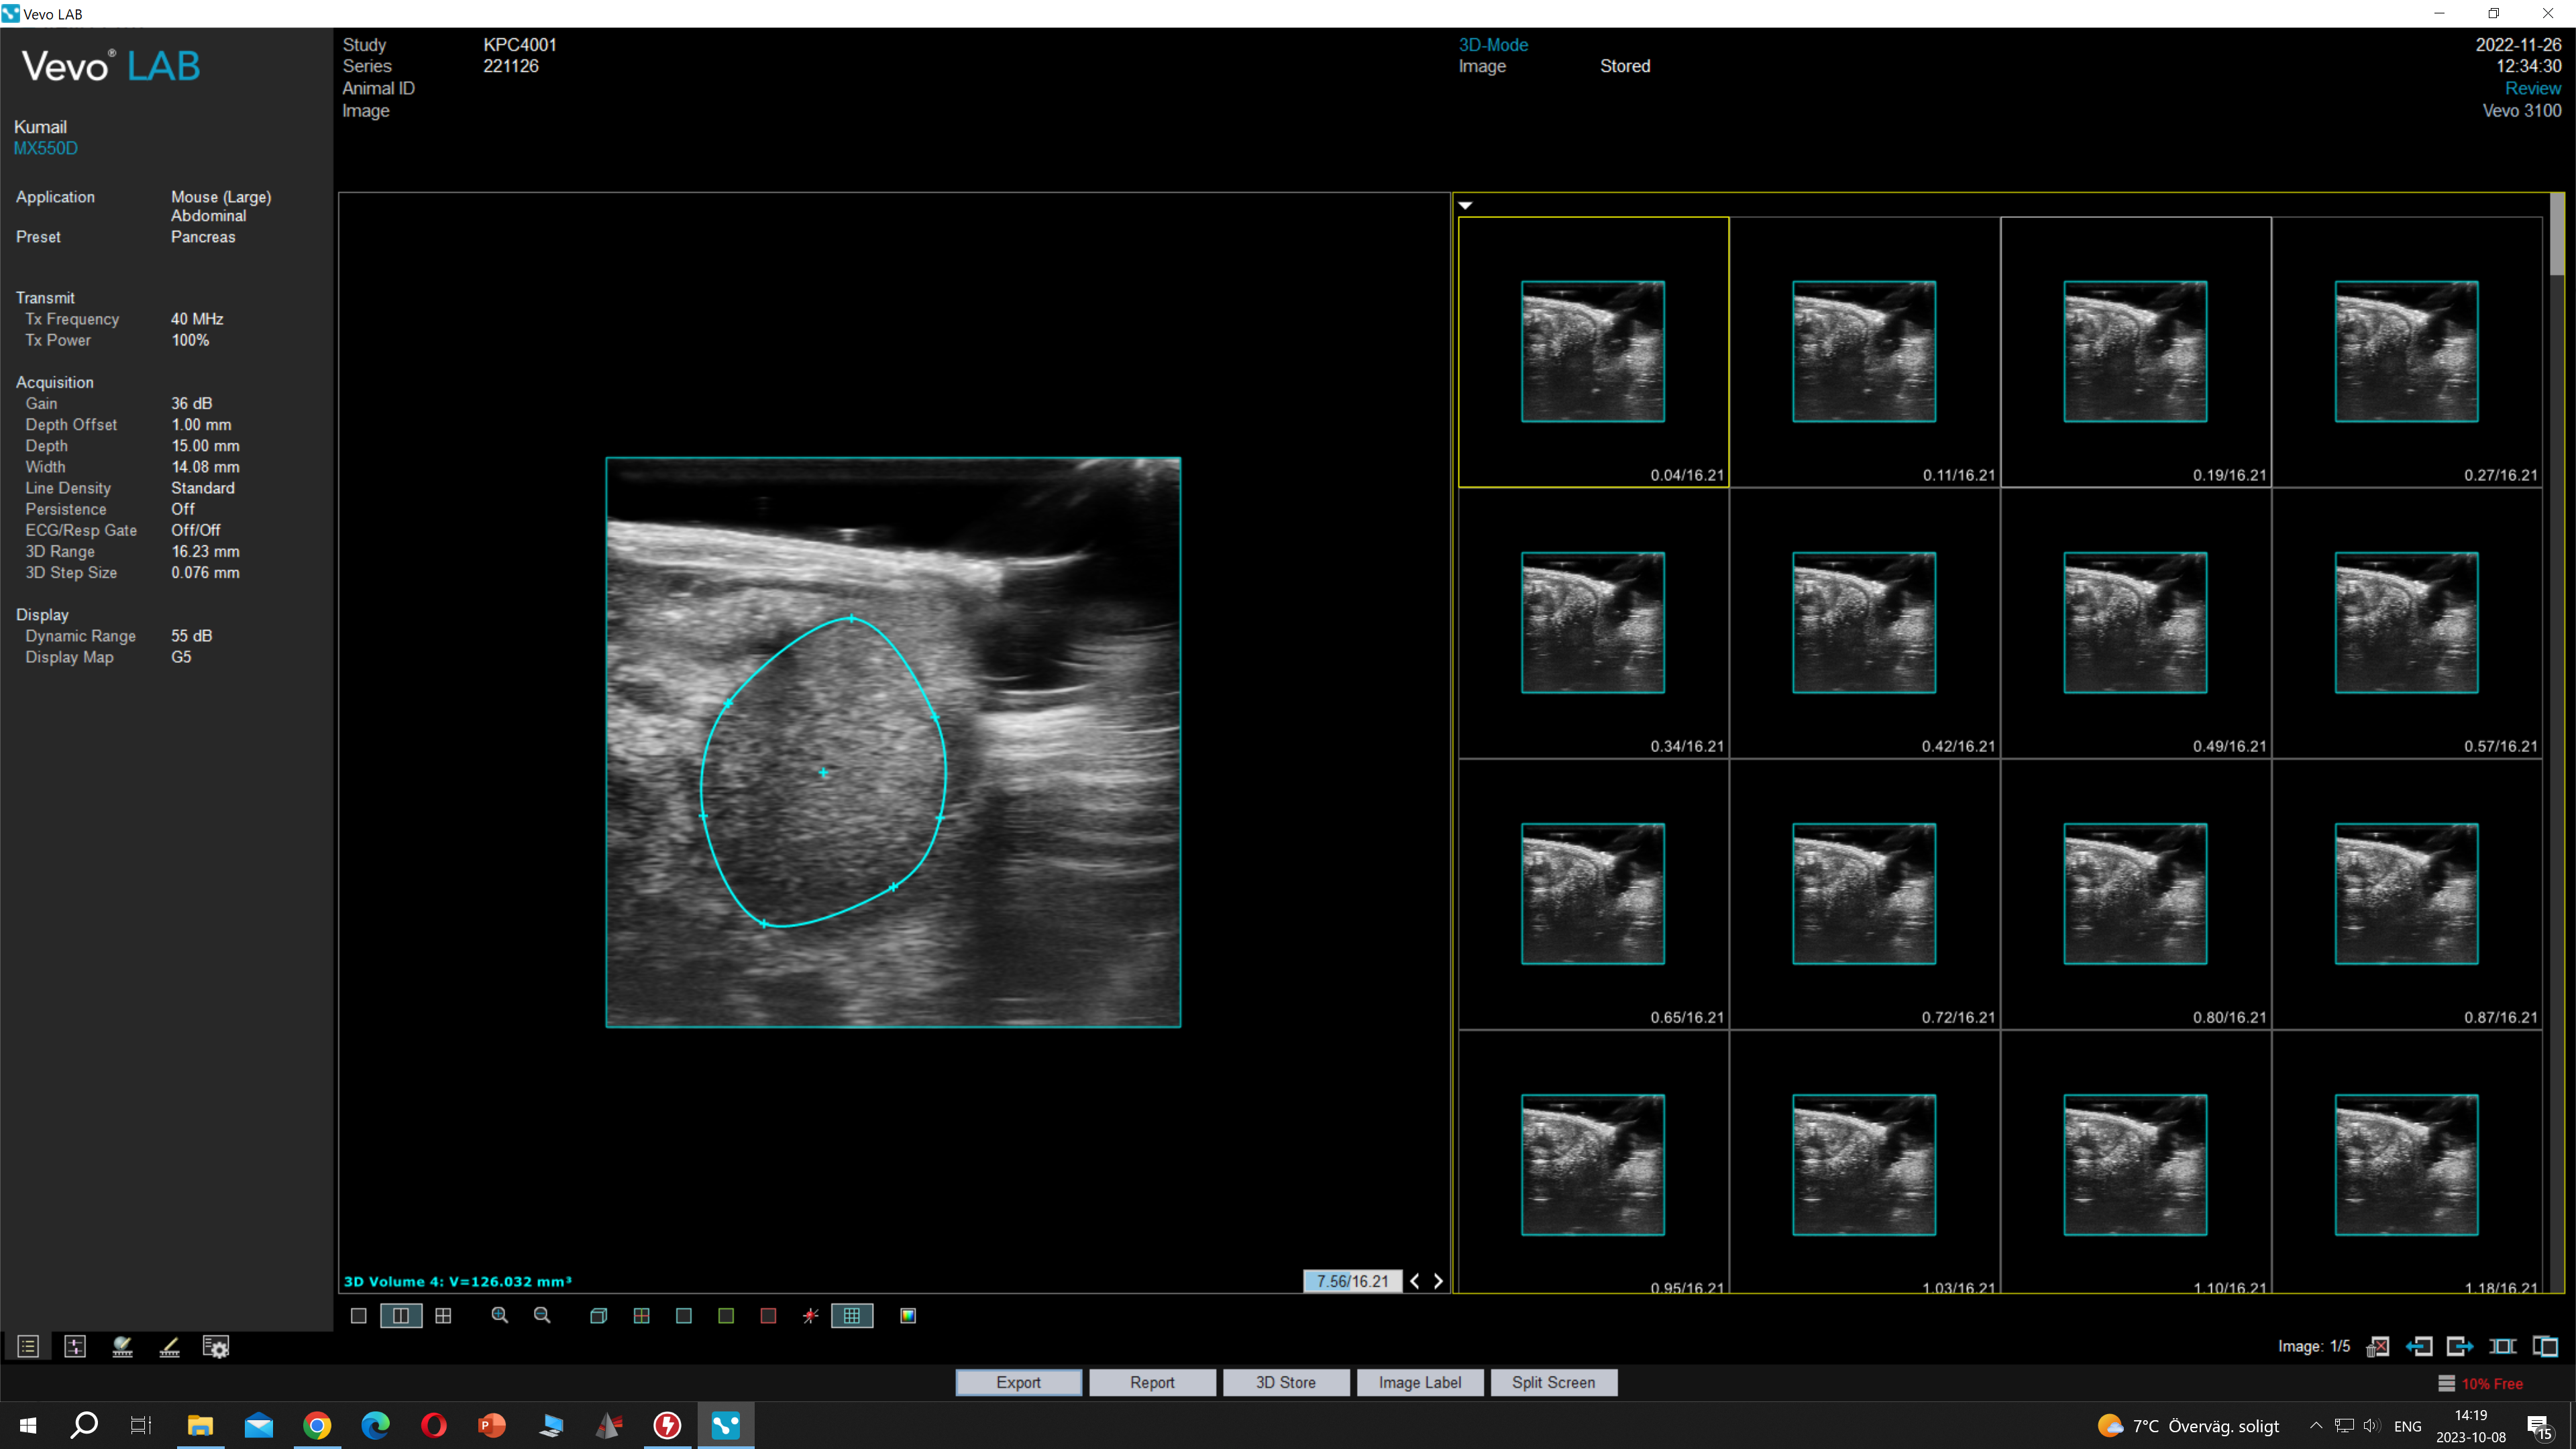 Vevo LAB
Vevo® LAB
Study KPC4001
Series 221126
Animal ID
Image
3D-Mode
Image Stored
2022-11-26
12:34:30
Review
Vevo 3100
Kumail
MX550D
Application Mouse (Large)
Abdominal
Preset Pancreas
Transmit
Tx Frequency 40 MHz
Tx Power 100%
Acquisition
Gain 36 dB
Depth Offset 1.00 mm
Depth 15.00 mm
Width 14.08 mm
Line Density Standard
Persistence Off
ECG/Resp Gate Off/Off
3D Range 16.23 mm
3D Step Size 0.076 mm
Display
Dynamic Range 55 dB
Display Map G5
0.04/16.21 0.11/16.21 0.19/16.21 0.27/16.21
0.34/16.21 0.42/16.21 0.49/16.21 0.57/16.21
0.65/16.21 0.72/16.21 0.80/16.21 0.87/16.21
0.95/16.21 1.03/16.21 1.10/16.21 1.18/16.21
3D Volume 4: V=126.032 mm³
7.56/16.21
Image: 1/5
Export Report 3D Store Image Label Split Screen
10% Free
7°C Överväg. soligt
ENG
14:19
2023-10-08
15